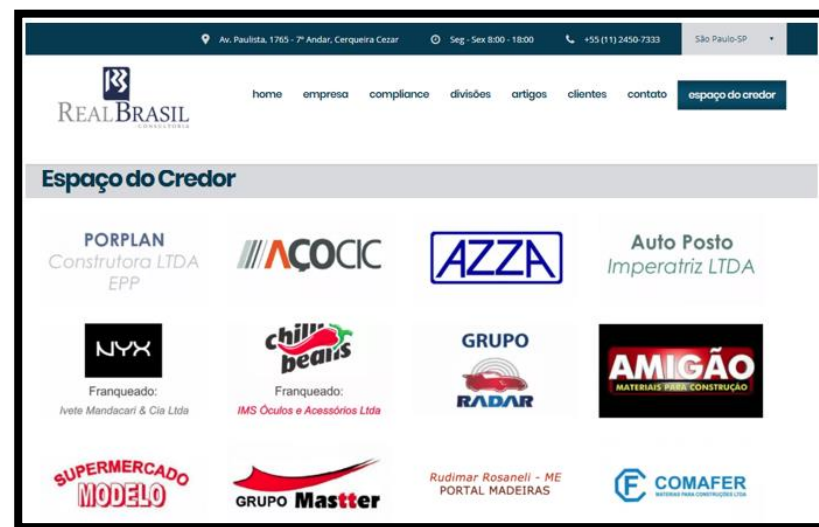 Av. Paulista, 1765 - 7º Andar, Cerqueira Cezar Seg - Sex 8:00 - 18:00 +55 (11) 2450-7333 São Paulo-SP
REALBRASIL
CONSULTORIA
home empresa compliance divisões artigos clientes contato espaço do credor
Espaço do Credor
PORPLAN
Construtora LTDA
EPP
AÇOCIC
AZZA
Auto Posto
Imperatriz LTDA
NYX
Franqueado:
Ivete Mandacari & Cia Ltda
chilli
beans
Franqueado:
IMS Óculos e Acessórios Ltda
GRUPO
RADAR
AMIGÃO
MATERIAIS PARA CONSTRUÇÃO
SUPERMERCADO
MODELO
GRUPO Mastter
Rudimar Rosaneli - ME
PORTAL MADEIRAS
COMAFER
MATERIAIS PARA CONSTRUÇÕES LTDA